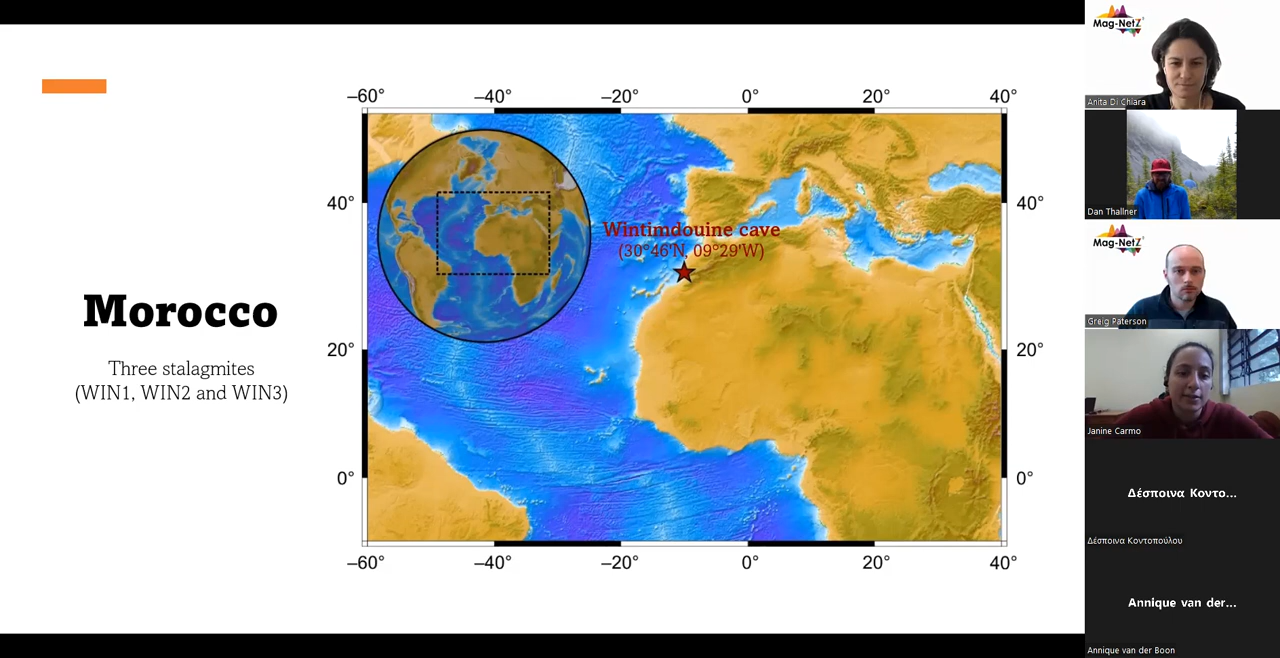 Morocco
Three stalagmites
(WIN1, WIN2 and WIN3)
–60° –40° –20° 0° 20° 40°
40° 40°
20° 20°
0° 0°
–60° –40° –20° 0° 20° 40°
Wintimdouine cave
(30°46'N, 09°29'W)
Mag-NetZ
Anita Di Chiara
Dan Thallner
Mag-NetZ
Greig Paterson
Janine Carmo
Δέσποινα Κοντο...
Δέσποινα Κοντοπούλου
Annique van der...
Annique van der Boon